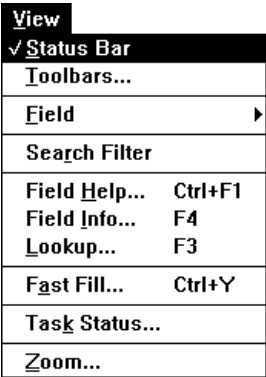 View
✓ Status Bar
Toolbars...
Field
Search Filter
Field Help... Ctrl+F1
Field Info... F4
Lookup... F3
Fast Fill... Ctrl+Y
Task Status...
Zoom...